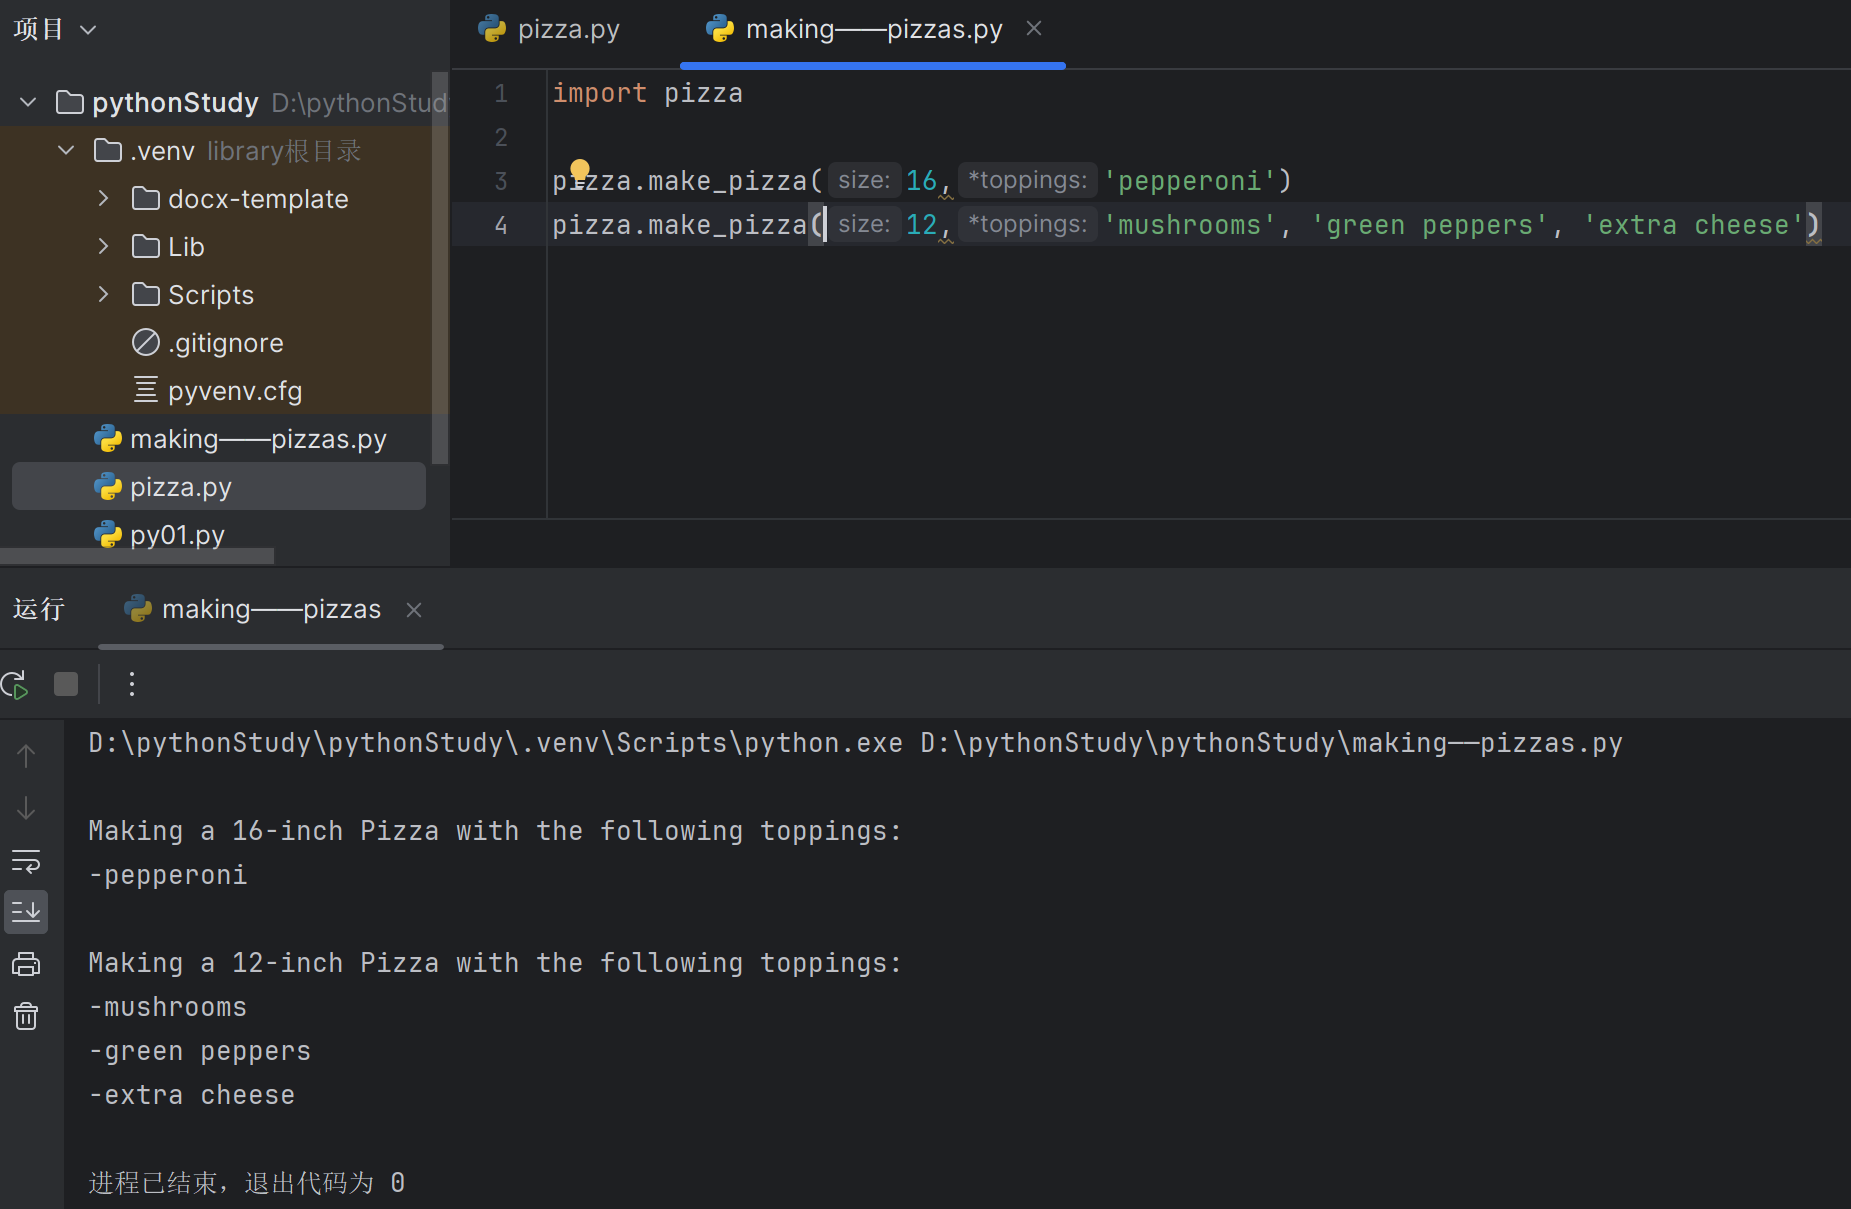 项目
pythonStudy D:\pythonStud
.venv library根目录
docx-template
Lib
Scripts
.gitignore
pyvenv.cfg
making——pizzas.py
pizza.py
py01.py
pizza.py making——pizzas.py
1 import pizza
2
3 pizza.make_pizza( size: 16, *toppings: 'pepperoni')
4 pizza.make_pizza( size: 12, *toppings: 'mushrooms', 'green peppers', 'extra cheese')
运行 making——pizzas
D:\pythonStudy\pythonStudy\.venv\Scripts\python.exe D:\pythonStudy\pythonStudy\making——pizzas.py
Making a 16-inch Pizza with the following toppings:
-pepperoni
Making a 12-inch Pizza with the following toppings:
-mushrooms
-green peppers
-extra cheese
进程已结束，退出代码为 0